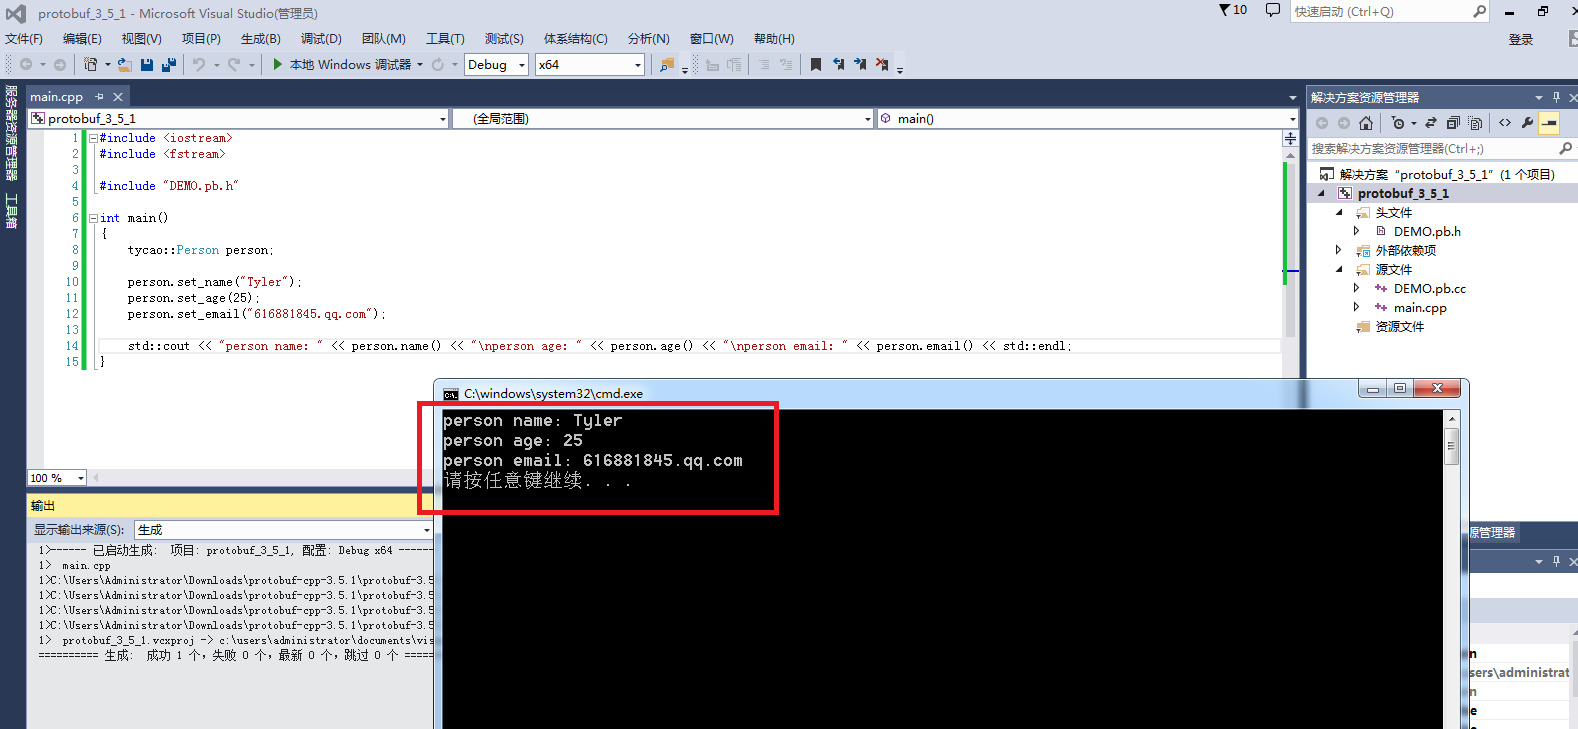 protobuf_3_5_1 - Microsoft Visual Studio(管理员)
10
快速启动 (Ctrl+Q)
文件(F) 编辑(E) 视图(V) 项目(P) 生成(B) 调试(D) 团队(M) 工具(T) 测试(S) 体系结构(C) 分析(N) 窗口(W) 帮助(H)
登录
本地 Windows 调试器 Debug x64
服务器资源管理器
工具箱
main.cpp
protobuf_3_5_1 (全局范围) main()
1 #include <iostream>
2 #include <fstream>
3
4 #include "DEMO.pb.h"
5
6 int main()
7 {
8 tycao::Person person;
9
10 person.set_name("Tyler");
11 person.set_age(25);
12 person.set_email("616881845.qq.com");
13
14 std::cout << "person name: " << person.name() << "\nperson age: " << person.age() << "\nperson email: " << person.email() << std::endl;
15 }
100 %
输出
显示输出来源(S): 生成
1>------ 已启动生成: 项目: protobuf_3_5_1, 配置: Debug x64 ------
1> main.cpp
1>C:\Users\Administrator\Downloads\protobuf-cpp-3.5.1\protobuf-3.5
1>C:\Users\Administrator\Downloads\protobuf-cpp-3.5.1\protobuf-3.5
1>C:\Users\Administrator\Downloads\protobuf-cpp-3.5.1\protobuf-3.5
1>C:\Users\Administrator\Downloads\protobuf-cpp-3.5.1\protobuf-3.5
1> protobuf_3_5_1.vcxproj -> c:\users\administrator\documents\vis
========== 生成: 成功 1 个，失败 0 个，最新 0 个，跳过 0 个 ======
C:\windows\system32\cmd.exe
person name: Tyler
person age: 25
person email: 616881845.qq.com
请按任意键继续. . .
解决方案资源管理器
搜索解决方案资源管理器(Ctrl+;)
解决方案 "protobuf_3_5_1" (1 个项目)
protobuf_3_5_1
头文件
DEMO.pb.h
外部依赖项
源文件
DEMO.pb.cc
main.cpp
资源文件
源管理器
n
sers\administrat
n
e